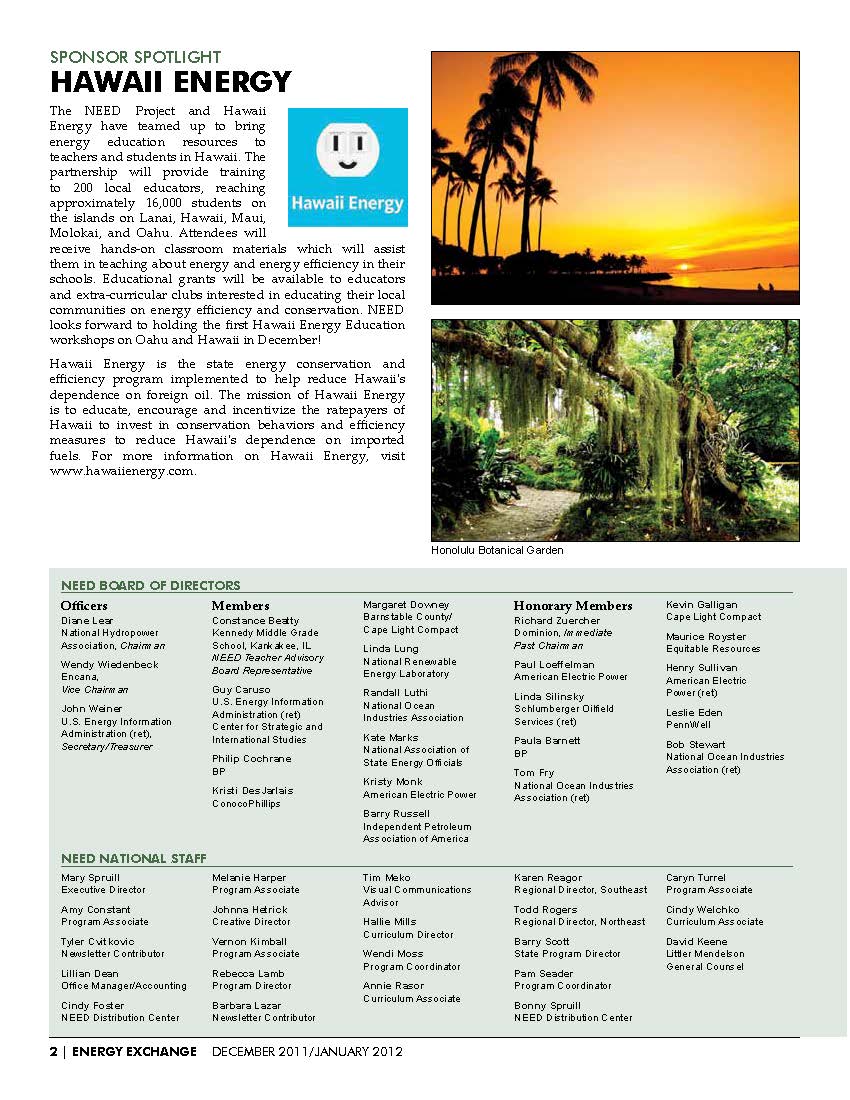 SPONSOR SPOTLIGHT
HAWAII ENERGY
The NEED Project and Hawaii
Energy have teamed up to bring
energy education resources to
teachers and students in Hawaii. The
partnership will provide training
to 200 local educators, reaching
approximately 16,000 students on
the islands on Lanai, Hawaii, Maui,
Molokai, and Oahu. Attendees will
receive hands-on classroom materials which will assist
them in teaching about energy and energy efficiency in their
schools. Educational grants will be available to educators
and extra-curricular clubs interested in educating their local
communities on energy efficiency and conservation. NEED
looks forward to holding the first Hawaii Energy Education
workshops on Oahu and Hawaii in December!
Hawaii Energy
Hawaii Energy is the state energy conservation and
efficiency program implemented to help reduce Hawaii's
dependence on foreign oil. The mission of Hawaii Energy
is to educate, encourage and incentivize the ratepayers of
Hawaii to invest in conservation behaviors and efficiency
measures to reduce Hawaii's dependence on imported
fuels. For more information on Hawaii Energy, visit
www.hawaiienergy.com.
Honolulu Botanical Garden
NEED BOARD OF DIRECTORS
Officers
Diane Lear
National Hydropower
Association, Chairman
Wendy Wiedenbeck
Encana,
Vice Chairman
John Weiner
U.S. Energy Information
Administration (ret),
Secretary/Treasurer
Members
Constance Beatty
Kennedy Middle Grade
School, Kankakee, IL
NEED Teacher Advisory
Board Representative
Guy Caruso
U.S. Energy Information
Administration (ret)
Center for Strategic and
International Studies
Philip Cochrane
BP
Kristi DesJarlais
ConocoPhillips
Margaret Downey
Barnstable County/
Cape Light Compact
Linda Lung
National Renewable
Energy Laboratory
Randall Luthi
National Ocean
Industries Association
Kate Marks
National Association of
State Energy Officials
Kristy Monk
American Electric Power
Barry Russell
Independent Petroleum
Association of America
Honorary Members
Richard Zuercher
Dominion, Immediate
Past Chairman
Paul Loeffelman
American Electric Power
Linda Silinsky
Schlumberger Oilfield
Services (ret)
Paula Barnett
BP
Tom Fry
National Ocean Industries
Association (ret)
Kevin Galligan
Cape Light Compact
Maurice Royster
Equitable Resources
Henry Sullivan
American Electric
Power (ret)
Leslie Eden
PennWell
Bob Stewart
National Ocean Industries
Association (ret)
NEED NATIONAL STAFF
Mary Spruill
Executive Director
Amy Constant
Program Associate
Tyler Cvitkovic
Newsletter Contributor
Lillian Dean
Office Manager/Accounting
Cindy Foster
NEED Distribution Center
Melanie Harper
Program Associate
Johnna Hetrick
Creative Director
Vernon Kimball
Program Associate
Rebecca Lamb
Program Director
Barbara Lazar
Newsletter Contributor
Tim Meko
Visual Communications
Advisor
Hallie Mills
Curriculum Director
Wendi Moss
Program Coordinator
Annie Rasor
Curriculum Associate
Karen Reagor
Regional Director, Southeast
Todd Rogers
Regional Director, Northeast
Barry Scott
State Program Director
Pam Seader
Program Coordinator
Bonny Spruill
NEED Distribution Center
Caryn Turrel
Program Associate
Cindy Welchko
Curriculum Associate
David Keene
Littler Mendelson
General Counsel
2 | ENERGY EXCHANGE DECEMBER 2011/JANUARY 2012